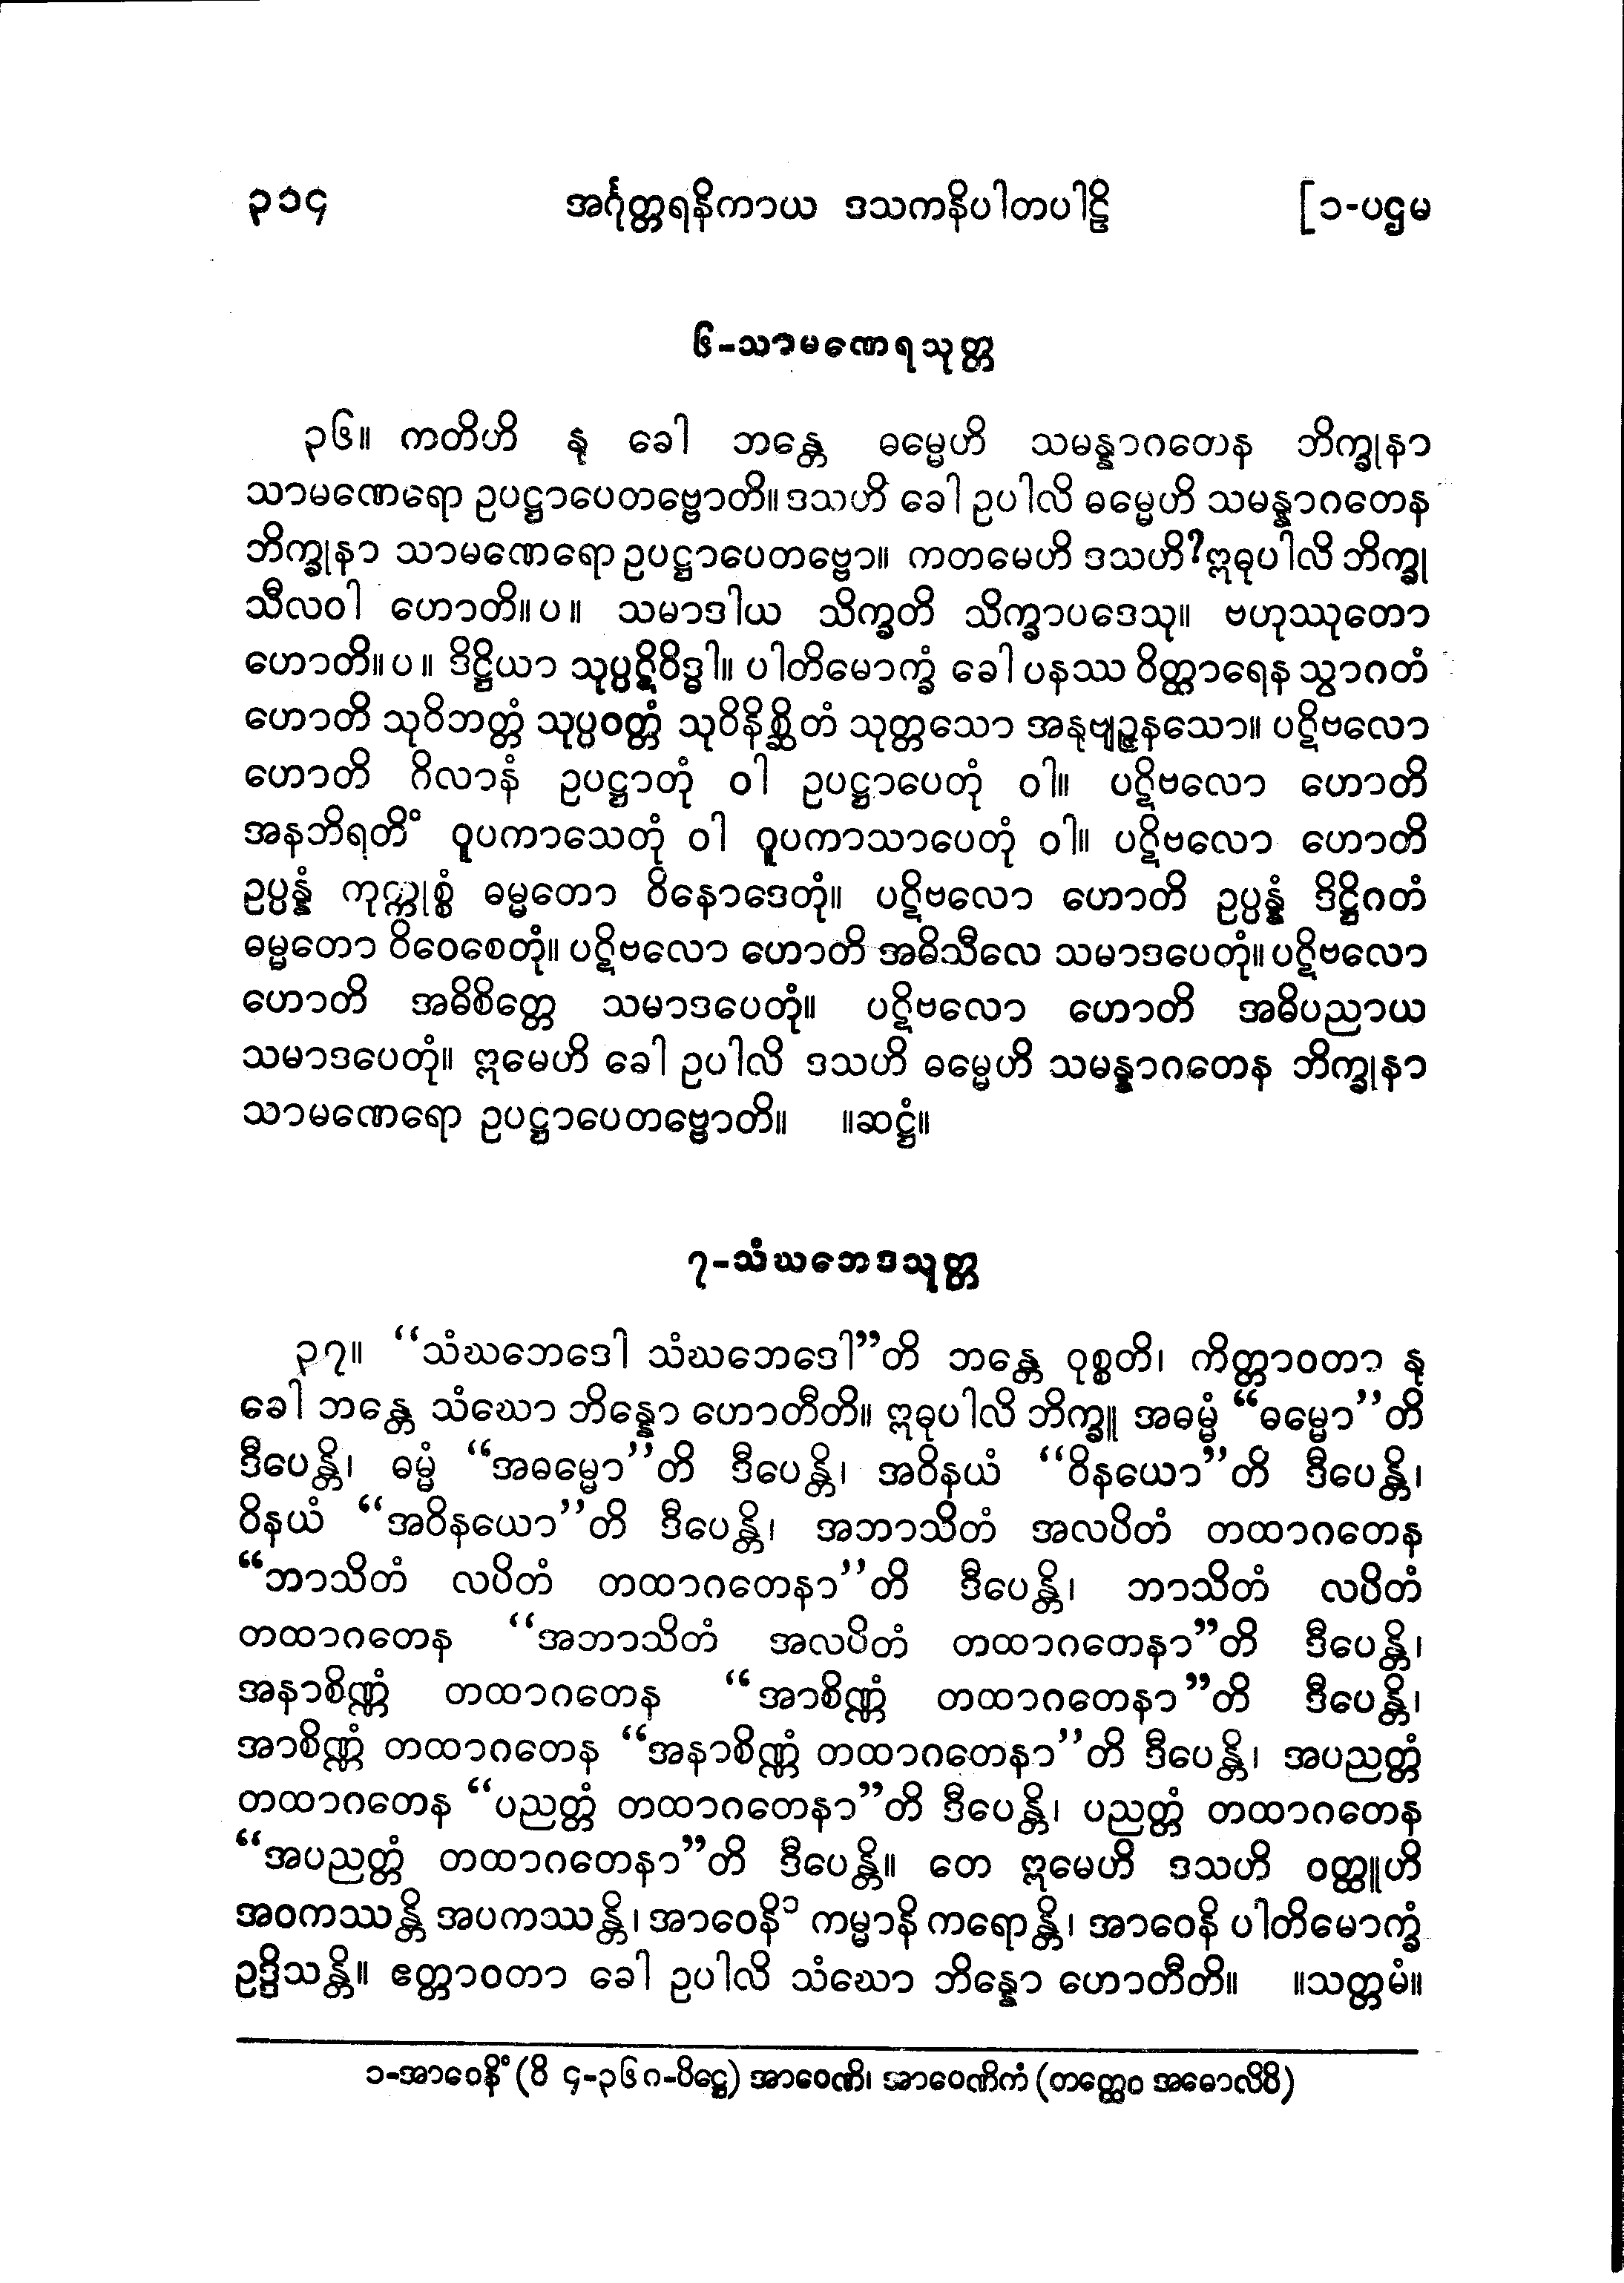 ၃၁၄ အင်္ဂုတ္တရနိကာယ ဒသကနိပါတပါဠိ [၁-ပဌမ
၆-သာမဏေရသုတ္တ
၃၆။ ကတိဟိ နု ခေါ ဘန္တေ ဓမ္မေဟိ သမန္နာဂတေန ဘိက္ခုနာ
သာမဏေရော ဥပဋ္ဌာပေတဗ္ဗောတိ။ ဒသဟိ ခေါ ဥပါလိ ဓမ္မေဟိ သမန္နာဂတေန
ဘိက္ခုနာ သာမဏေရော ဥပဋ္ဌာပေတဗ္ဗော။ ကတမေဟိ ဒသဟိ? ဣဓုပါလိ ဘိက္ခု
သီလဝါ ဟောတိ။ပ။ သမာဒါယ သိက္ခတိ သိက္ခာပဒေသု။ ဗဟုဿုတော
ဟောတိ။ပ။ ဒိဋ္ဌိယာ သုပ္ပဋိဝိဒ္ဓါ။ ပါတိမောက္ခံ ခေါ ပနဿ ဝိတ္ထာရေန သွာဂတံ
ဟောတိ သုဝိဘတ္တံ သုပ္ပဝတ္တံ သုဝိနိစ္ဆိတံ သုတ္တသော အနုဗျဉ္ဇနသော။ ပဋိဗလော
ဟောတိ ဂိလာနံ ဥပဋ္ဌာတုံ ဝါ ဥပဋ္ဌာပေတုံ ဝါ။ ပဋိဗလော ဟောတိ
အနဘိရတိံ ဝူပကာသေတုံ ဝါ ဝူပကာသာပေတုံ ဝါ။ ပဋိဗလော ဟောတိ
ဥပ္ပန္နံ ကုက္ကုစ္စံ ဓမ္မတော ဝိနောဒေတုံ။ ပဋိဗလော ဟောတိ ဥပ္ပန္နံ ဒိဋ္ဌိဂတံ
ဓမ္မတော ဝိဝေစေတုံ။ ပဋိဗလော ဟောတိ အဓိသီလေ သမာဒပေတုံ။ ပဋိဗလော
ဟောတိ အဓိစိတ္တေ သမာဒပေတုံ။ ပဋိဗလော ဟောတိ အဓိပညာယ
သမာဒပေတုံ။ ဣမေဟိ ခေါ ဥပါလိ ဒသဟိ ဓမ္မေဟိ သမန္နာဂတေန ဘိက္ခုနာ
သာမဏေရော ဥပဋ္ဌာပေတဗ္ဗောတိ။ ။ဆဋ္ဌံ။
၇-သံဃဘေဒသုတ္တ
၃၇။ “သံဃဘေဒေါ သံဃဘေဒေါ”တိ ဘန္တေ ဝုစ္စတိ၊ ကိတ္တာဝတာ နု
ခေါ ဘန္တေ သံဃော ဘိန္နော ဟောတီတိ။ ဣဓုပါလိ ဘိက္ခူ အဓမ္မံ “ဓမ္မော”တိ
ဒီပေန္တိ၊ ဓမ္မံ “အဓမ္မော”တိ ဒီပေန္တိ၊ အဝိနယံ “ဝိနယော”တိ ဒီပေန္တိ၊
ဝိနယံ “အဝိနယော”တိ ဒီပေန္တိ၊ အဘာသိတံ အလပိတံ တထာဂတေန
“ဘာသိတံ လပိတံ တထာဂတေနာ”တိ ဒီပေန္တိ၊ ဘာသိတံ လပိတံ
တထာဂတေန “အဘာသိတံ အလပိတံ တထာဂတေနာ”တိ ဒီပေန္တိ၊
အနာစိဏ္ဏံ တထာဂတေန “အာစိဏ္ဏံ တထာဂတေနာ”တိ ဒီပေန္တိ၊
အာစိဏ္ဏံ တထာဂတေန “အနာစိဏ္ဏံ တထာဂတေနာ”တိ ဒီပေန္တိ၊ အပညတ္တံ
တထာဂတေန “ပညတ္တံ တထာဂတေနာ”တိ ဒီပေန္တိ၊ ပညတ္တံ တထာဂတေန
“အပညတ္တံ တထာဂတေနာ”တိ ဒီပေန္တိ။ တေ ဣမေဟိ ဒသဟိ ဝတ္ထူဟိ
အဝကဿန္တိ အပကဿန္တိ၊ အာဝေနိ၁ ကမ္မာနိ ကရောန္တိ၊ အာဝေနိ ပါတိမောက္ခံ
ဥဒ္ဒိသန္တိ။ ဧတ္တာဝတာ ခေါ ဥပါလိ သံဃော ဘိန္နော ဟောတီတိ။ ။သတ္တမံ။
၁-အာဝေနိံ (ဝိ ၄-၃၆၈-ပိဋ္ဌေ) အာဝေဏိ၊ အာဝေဏိကံ (တတ္ထေဝ အဓောလိပိ)